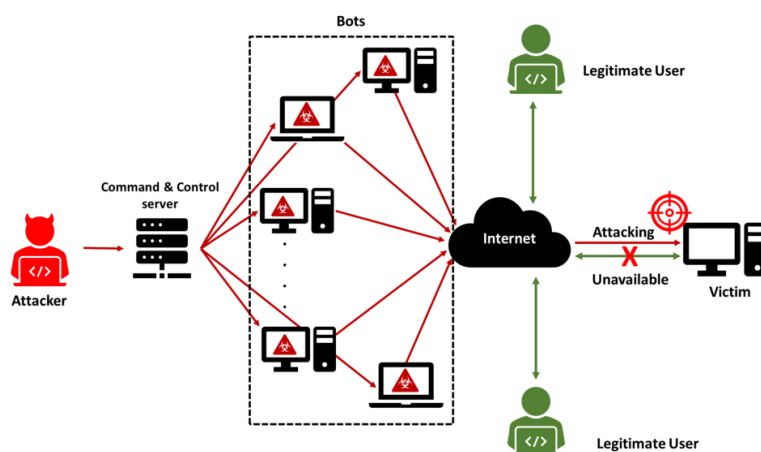 Bots
Legitimate User
Command & Control
server
</>
Attacker
Internet
Attacking
X
Unavailable
Victim
</>
</>
Legitimate User